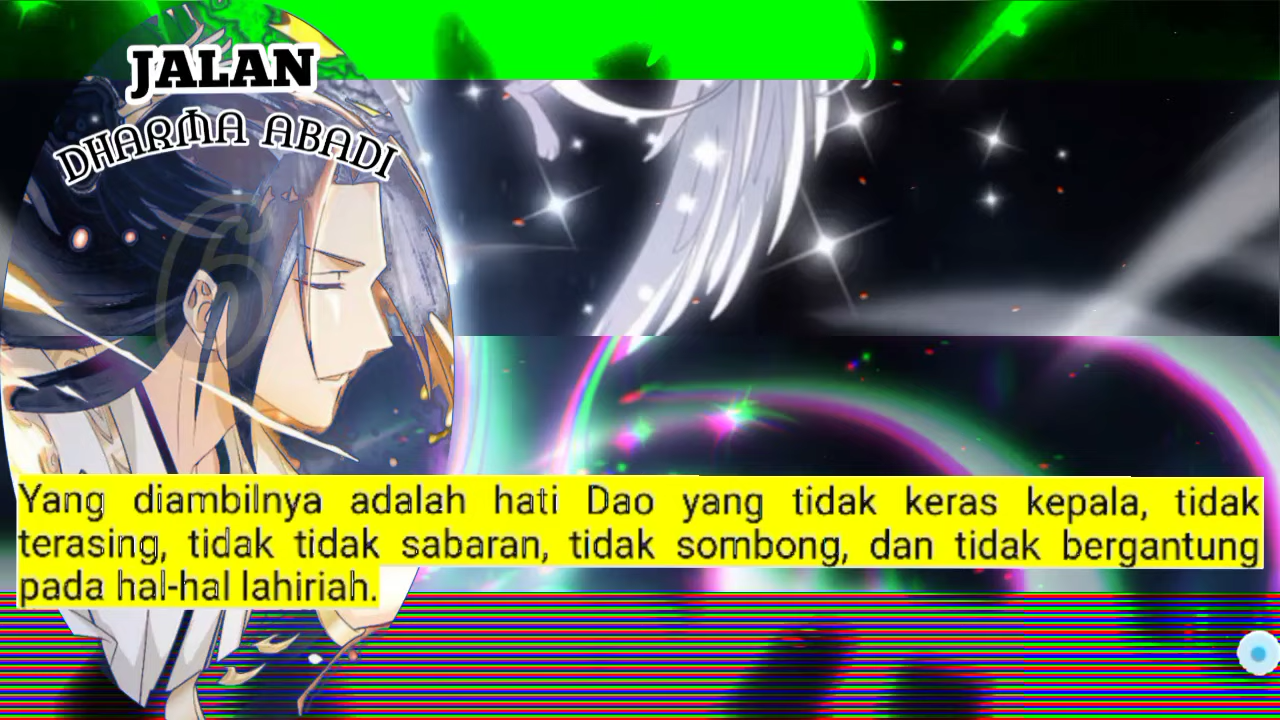 JALAN
DHARMA ABADI
6
Yang diambilnya adalah hati Dao yang tidak keras kepala, tidak
terasing, tidak tidak sabaran, tidak sombong, dan tidak bergantung
pada hal-hal lahiriah.